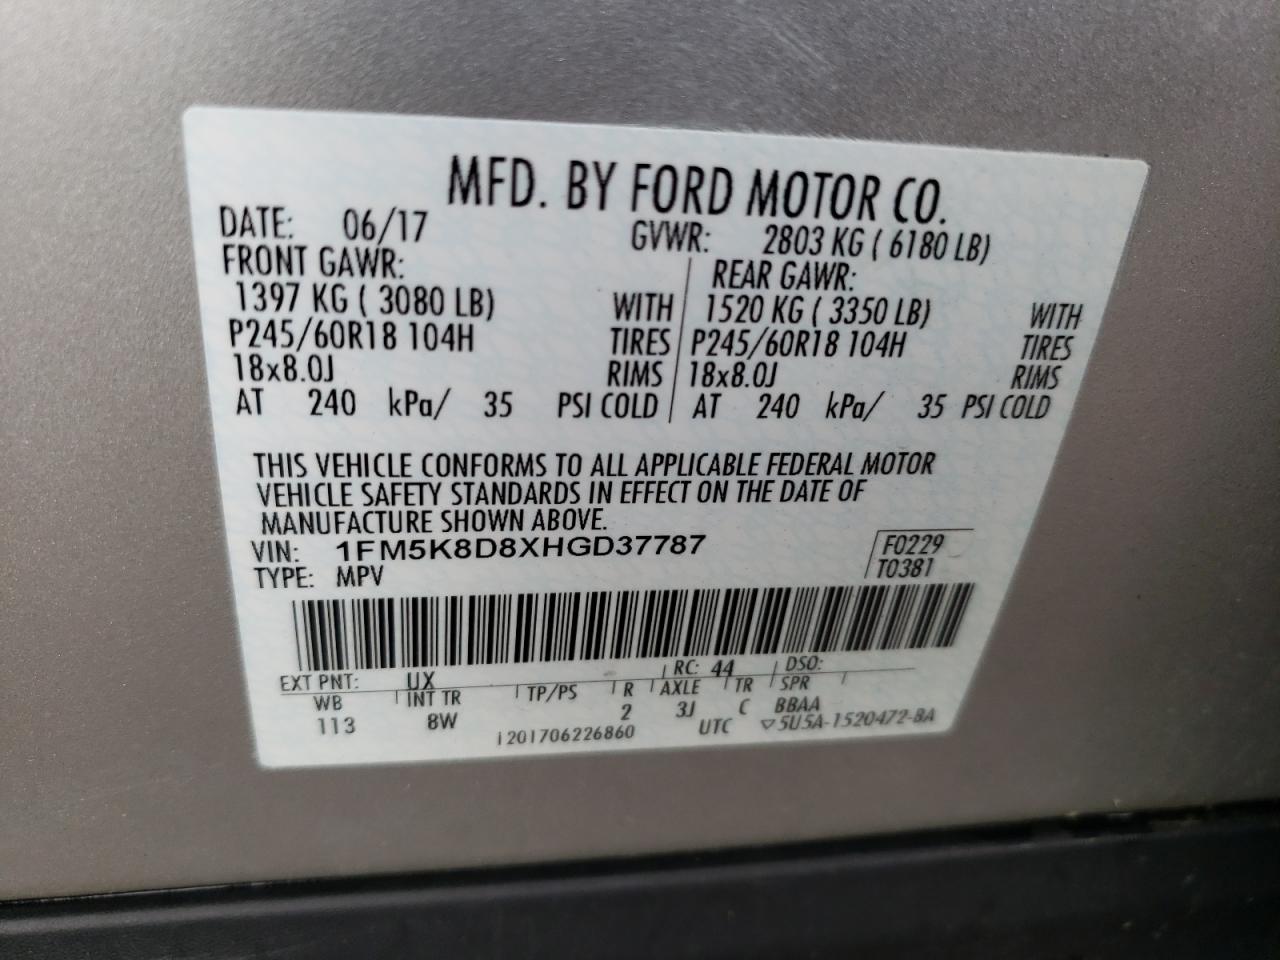 MFD. BY FORD MOTOR CO.
DATE: 06/17 GVWR: 2803 KG ( 6180 LB)
FRONT GAWR: REAR GAWR:
1397 KG ( 3080 LB) WITH 1520 KG ( 3350 LB) WITH
P245/60R18 104H TIRES P245/60R18 104H TIRES
18x8.0J RIMS 18x8.0J RIMS
AT 240 kPa/ 35 PSI COLD AT 240 kPa/ 35 PSI COLD
THIS VEHICLE CONFORMS TO ALL APPLICABLE FEDERAL MOTOR
VEHICLE SAFETY STANDARDS IN EFFECT ON THE DATE OF
MANUFACTURE SHOWN ABOVE.
VIN: 1FM5K8D8XHGD37787 F0229
TYPE: MPV T0381
EXT PNT: UX RC: 44 DSO:
WB INT TR TP/PS R AXLE TR SPR
113 8W 2 3J C BBAA
1201706226860 UTC ▽5U5A-1520472-BA